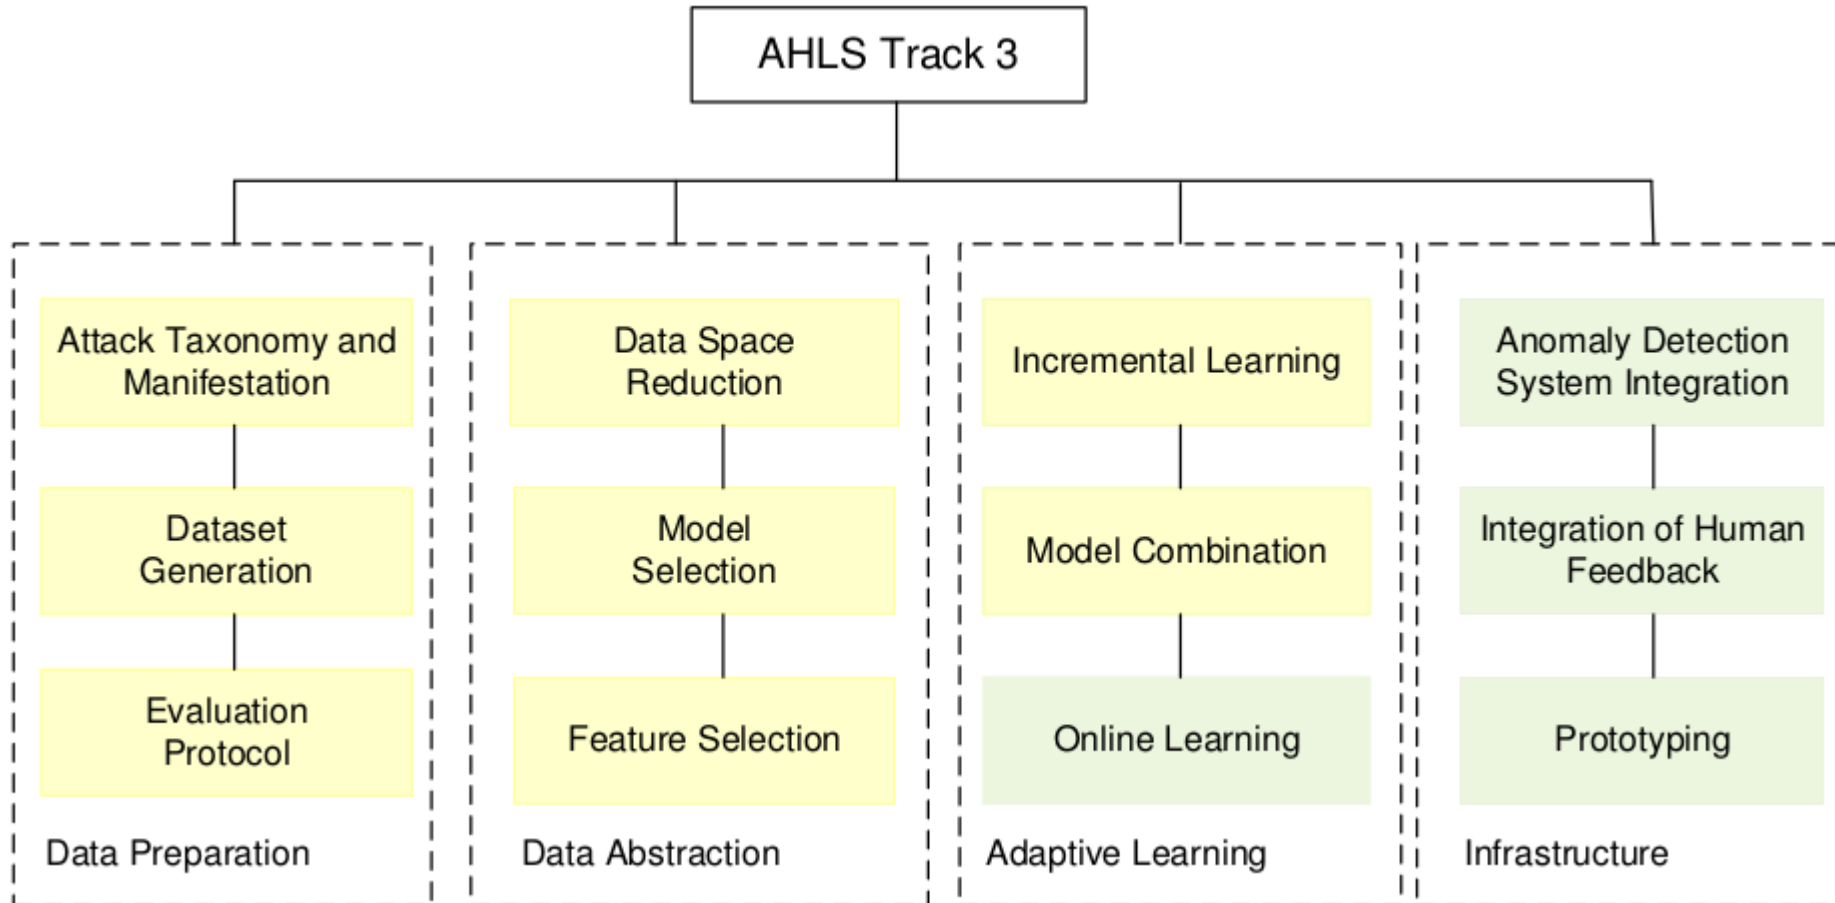 AHLS Track 3
Attack Taxonomy and
Manifestation
Dataset
Generation
Evaluation
Protocol
Data Preparation
Data Space
Reduction
Model
Selection
Feature Selection
Data Abstraction
Incremental Learning
Model Combination
Online Learning
Adaptive Learning
Anomaly Detection
System Integration
Integration of Human
Feedback
Prototyping
Infrastructure